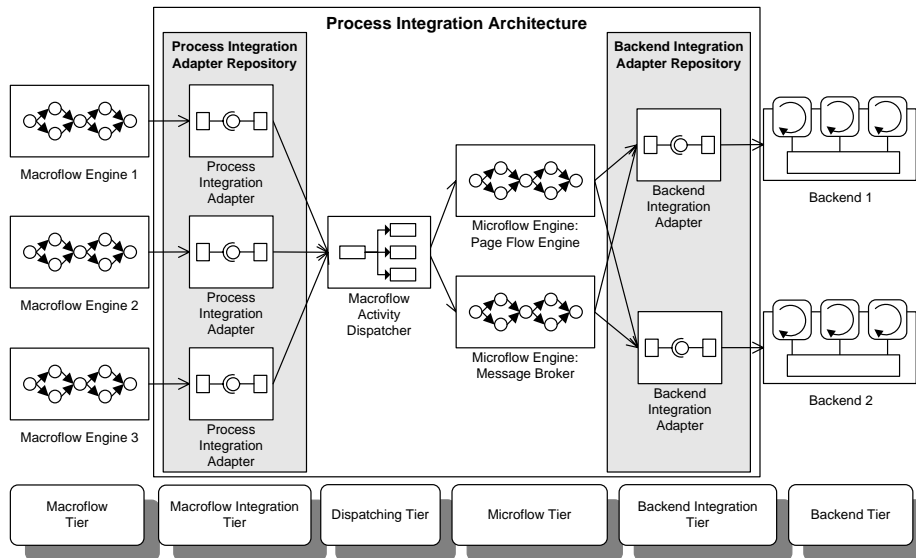 Process Integration Architecture
Process Integration
Adapter Repository
Backend Integration
Adapter Repository
Macroflow Engine 1
Process
Integration
Adapter
Microflow Engine:
Page Flow Engine
Backend
Integration
Adapter
Backend 1
Macroflow Engine 2
Process
Integration
Adapter
Macroflow
Activity
Dispatcher
Microflow Engine:
Message Broker
Backend
Integration
Adapter
Backend 2
Macroflow Engine 3
Process
Integration
Adapter
Macroflow
Tier
Macroflow Integration
Tier
Dispatching Tier
Microflow Tier
Backend Integration
Tier
Backend Tier